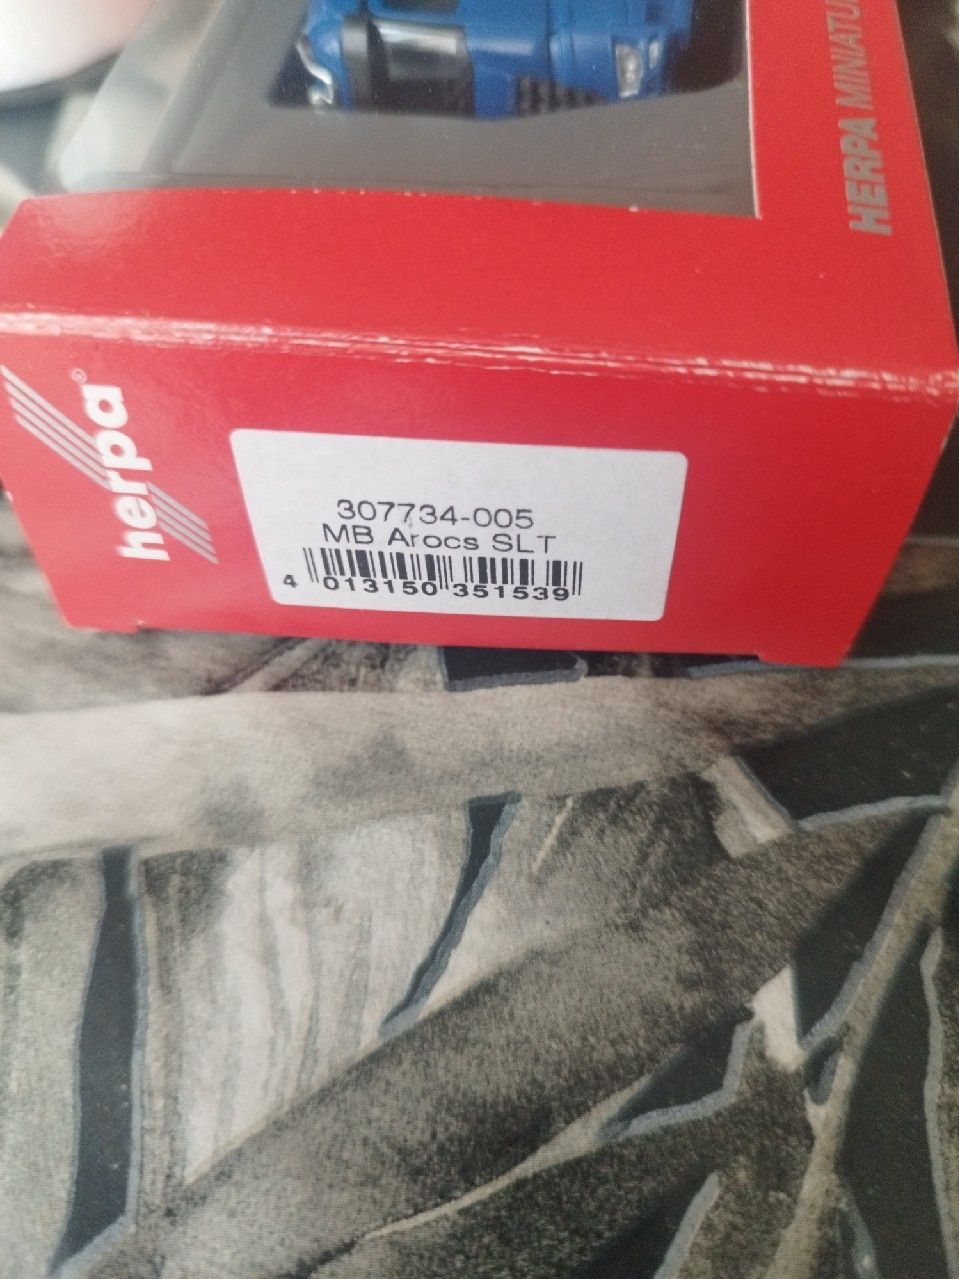 HERPA MINIATU
herpa®
307734-005
MB Arocs SLT
4 013150 351539